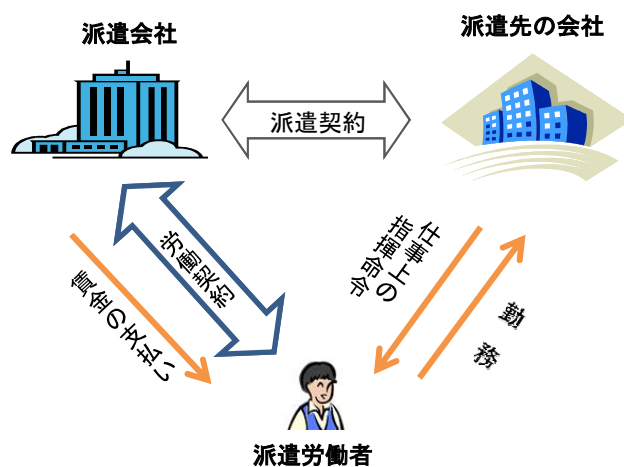 派遣会社
派遣先の会社
派遣契約
労働契約
賃金の支払い
仕事上の
指揮命令
勤務
派遣労働者